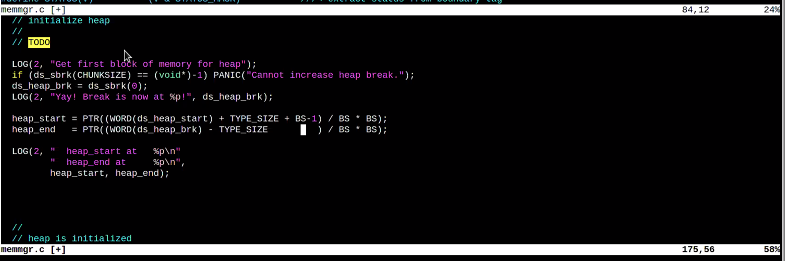 memmgr.c [+] 84,12 24%
// initialize heap
//
// TODO
LOG(2, "Get first block of memory for heap");
if (ds_sbrk(CHUNKSIZE) == (void*)-1) PANIC("Cannot increase heap break.");
ds_heap_brk = ds_sbrk(0);
LOG(2, "Yay! Break is now at %p!", ds_heap_brk);
heap_start = PTR((WORD(ds_heap_start) + TYPE_SIZE + BS-1) / BS * BS);
heap_end   = PTR((WORD(ds_heap_brk) - TYPE_SIZE         ) / BS * BS);
LOG(2, "  heap_start at   %p\n"
"  heap_end at     %p\n",
heap_start, heap_end);
//
// heap is initialized
memmgr.c [+] 175,56 58%